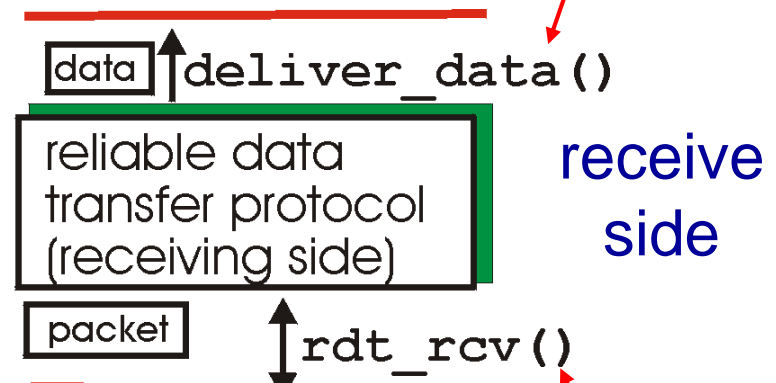 data deliver_data()
reliable data
transfer protocol
(receiving side)
receive
side
packet rdt_rcv()